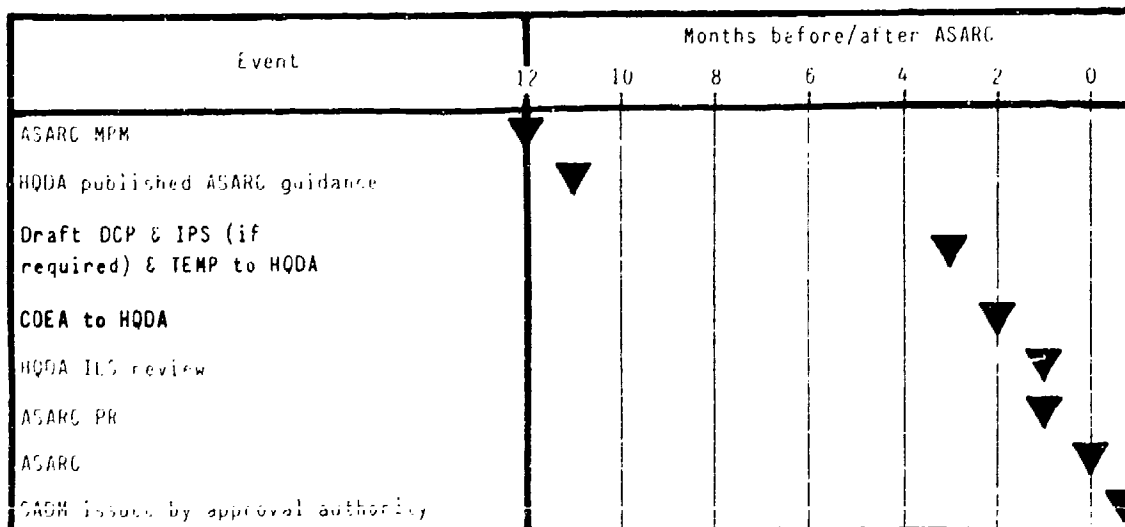 Months before/after ASARC
Event
12 10 8 6 4 2 0
ASARC MPM
HQDA published ASARC guidance
Draft DCP & IPS (if
required) & TEMP to HQDA
COEA to HQDA
HQDA ILS review
ASARC PR
ASARC
SADM issues by approval authority